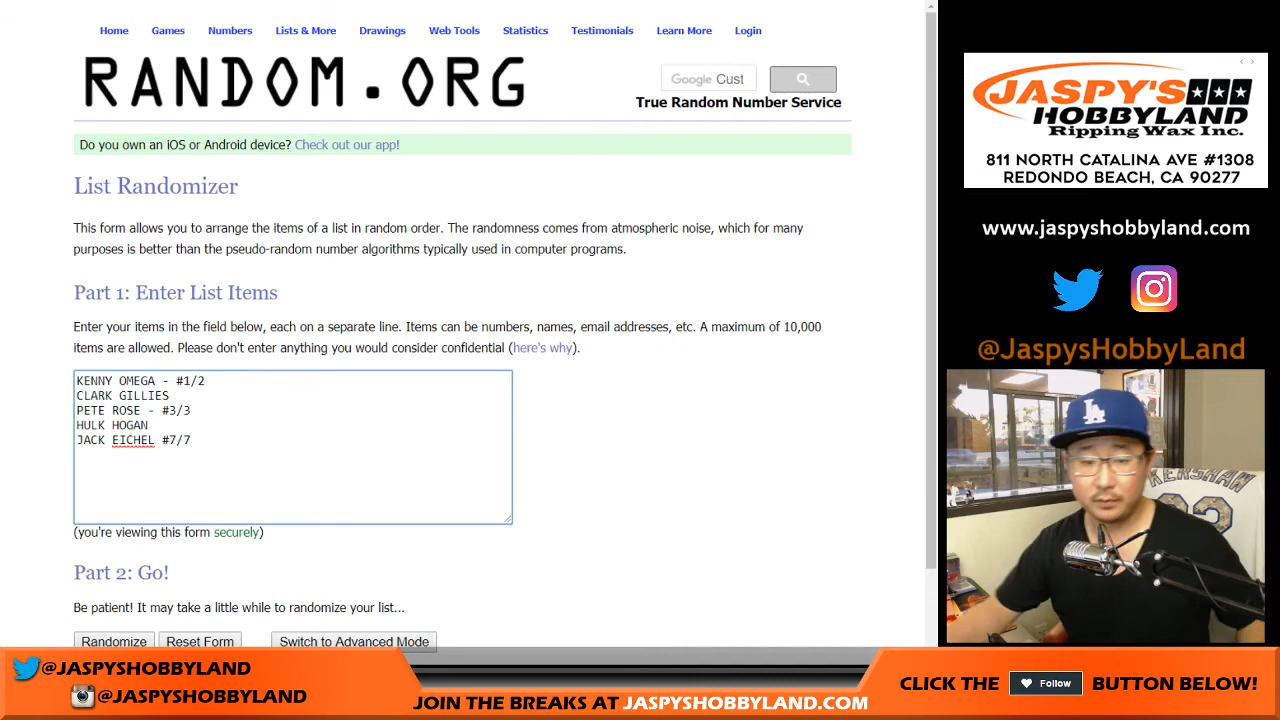 Home Games Numbers Lists & More Drawings Web Tools Statistics Testimonials Learn More Login
RANDOM.ORG
Google Cust
True Random Number Service
Do you own an iOS or Android device? Check out our app!
List Randomizer
This form allows you to arrange the items of a list in random order. The randomness comes from atmospheric noise, which for many
purposes is better than the pseudo-random number algorithms typically used in computer programs.
Part 1: Enter List Items
Enter your items in the field below, each on a separate line. Items can be numbers, names, email addresses, etc. A maximum of 10,000
items are allowed. Please don't enter anything you would consider confidential (here's why).
KENNY OMEGA - #1/2
CLARK GILLIES
PETE ROSE - #3/3
HULK HOGAN
JACK EICHEL #7/7
(you're viewing this form securely)
Part 2: Go!
Be patient! It may take a little while to randomize your list...
Randomize Reset Form Switch to Advanced Mode
JASPY'S
HOBBYLAND
Ripping Wax Inc.
811 NORTH CATALINA AVE #1308
REDONDO BEACH, CA 90277
www.jaspyshobbyland.com
@JaspysHobbyLand
LA
KERSHAW
22
@JASPYSHOBBYLAND
@JASPYSHOBBYLAND
JOIN THE BREAKS AT JASPYSHOBBYLAND.COM
CLICK THE Follow BUTTON BELOW!